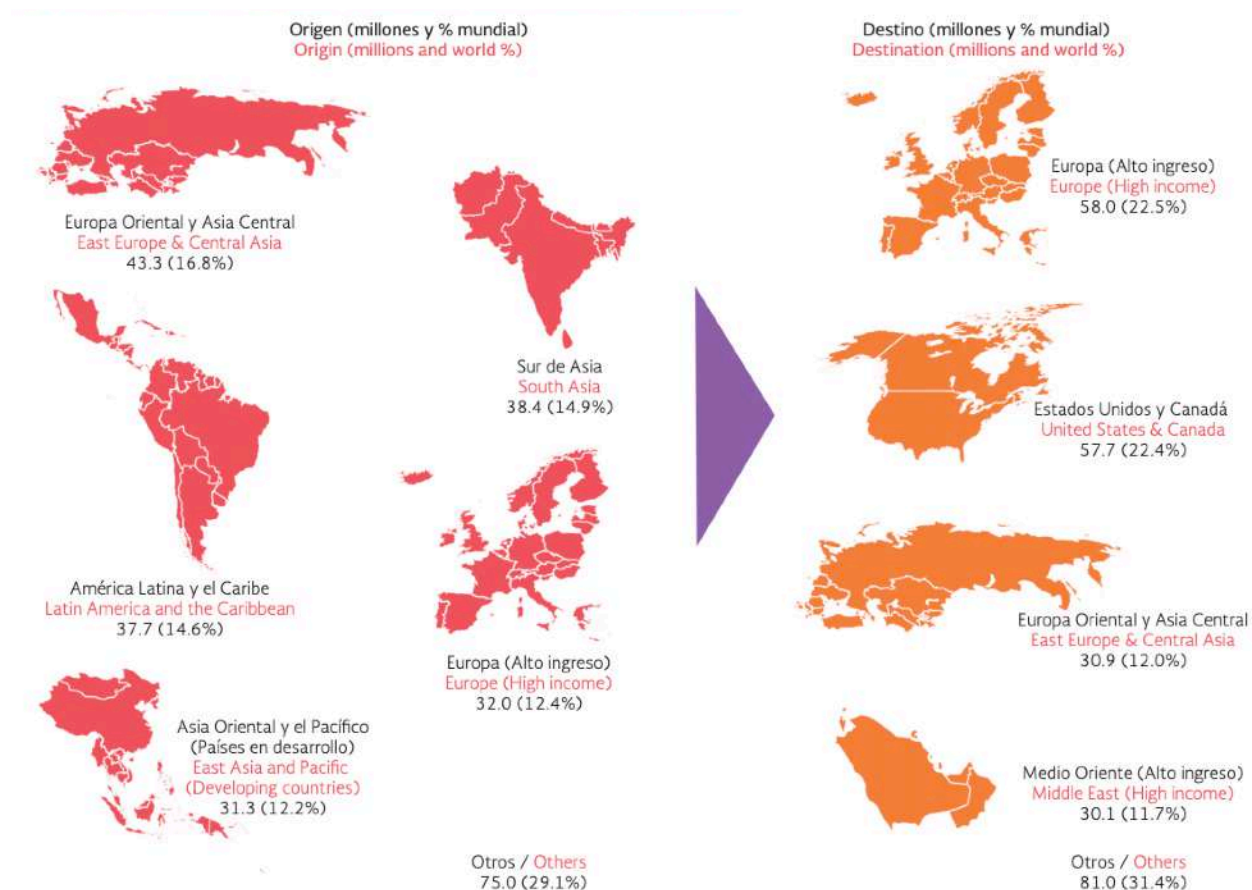 Origen (millones y % mundial)
Origin (millions and world %)
Europa Oriental y Asia Central
East Europe & Central Asia
43.3 (16.8%)
Sur de Asia
South Asia
38.4 (14.9%)
América Latina y el Caribe
Latin America and the Caribbean
37.7 (14.6%)
Europa (Alto ingreso)
Europe (High income)
32.0 (12.4%)
Asia Oriental y el Pacífico
(Países en desarrollo)
East Asia and Pacific
(Developing countries)
31.3 (12.2%)
Otros / Others
75.0 (29.1%)
Destino (millones y % mundial)
Destination (millions and world %)
Europa (Alto ingreso)
Europe (High income)
58.0 (22.5%)
Estados Unidos y Canadá
United States & Canada
57.7 (22.4%)
Europa Oriental y Asia Central
East Europe & Central Asia
30.9 (12.0%)
Medio Oriente (Alto ingreso)
Middle East (High income)
30.1 (11.7%)
Otros / Others
81.0 (31.4%)